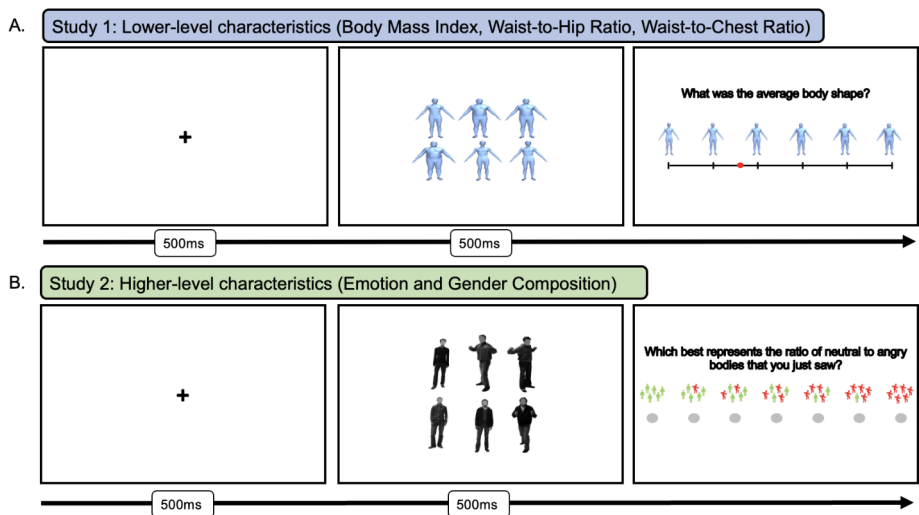 A.
Study 1: Lower-level characteristics (Body Mass Index, Waist-to-Hip Ratio, Waist-to-Chest Ratio)
+
What was the average body shape?
500ms
500ms
B.
Study 2: Higher-level characteristics (Emotion and Gender Composition)
+
Which best represents the ratio of neutral to angry
bodies that you just saw?
500ms
500ms